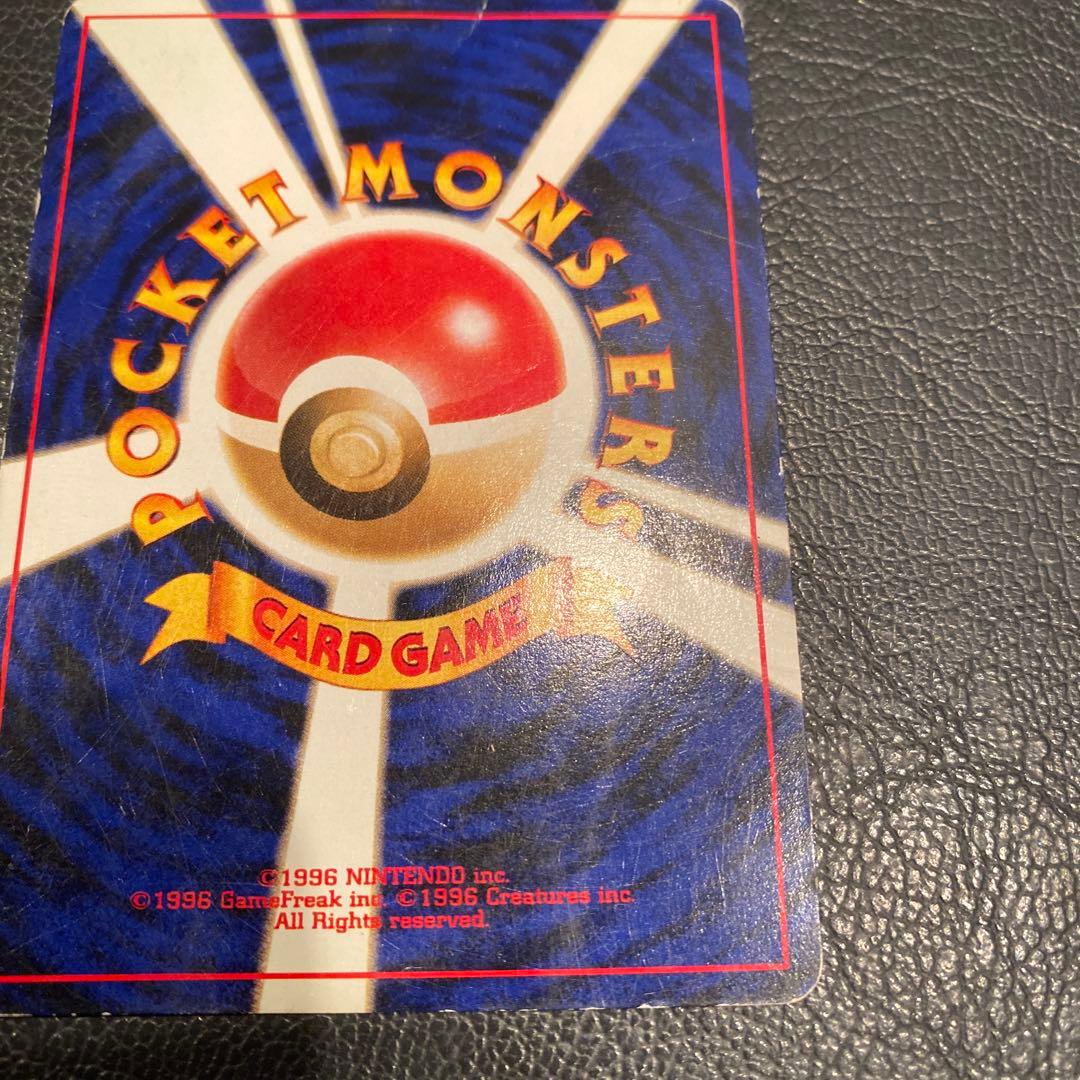 POCKET MONSTERS
CARD GAME
©1996 NINTENDO inc.
©1996 GameFreak inc. ©1996 Creatures inc.
All Rights reserved.